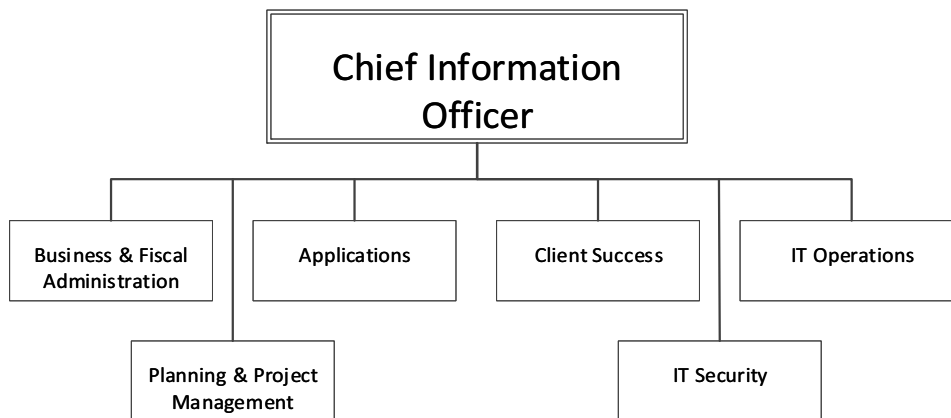 Chief Information
Officer
Business & Fiscal
Administration
Applications
Client Success
IT Operations
Planning & Project
Management
IT Security